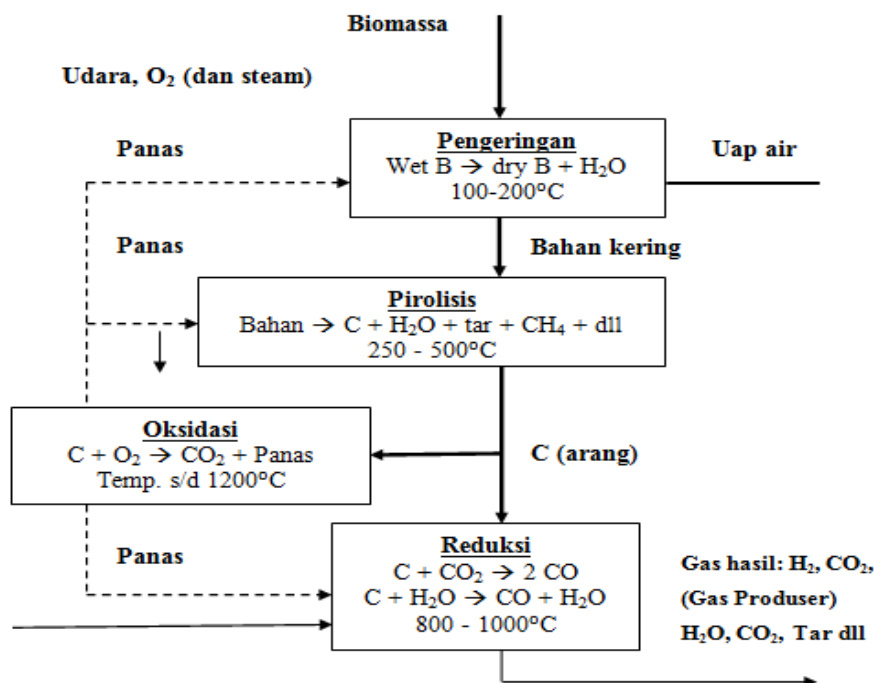 Biomassa
Udara, O₂ (dan steam)
Pengeringan
Wet B → dry B + H₂O
100-200°C
Panas
Uap air
Panas
Bahan kering
Pirolisis
Bahan → C + H₂O + tar + CH₄ + dll
250 - 500°C
Oksidasi
C + O₂ → CO₂ + Panas
Temp. s/d 1200°C
C (arang)
Panas
Reduksi
C + CO₂ → 2 CO
C + H₂O → CO + H₂O
800 - 1000°C
Gas hasil: H₂, CO₂,
(Gas Produser)
H₂O, CO₂, Tar dll